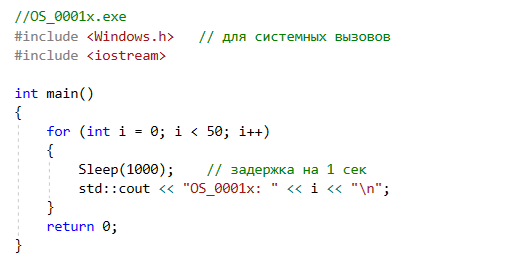 //OS_0001x.exe
#include <Windows.h>   // для системных вызовов
#include <iostream>

int main()
{
    for (int i = 0; i < 50; i++)
    {
        Sleep(1000);    // задержка на 1 сек
        std::cout << "OS_0001x: " << i << "\n";
    }
    return 0;
}